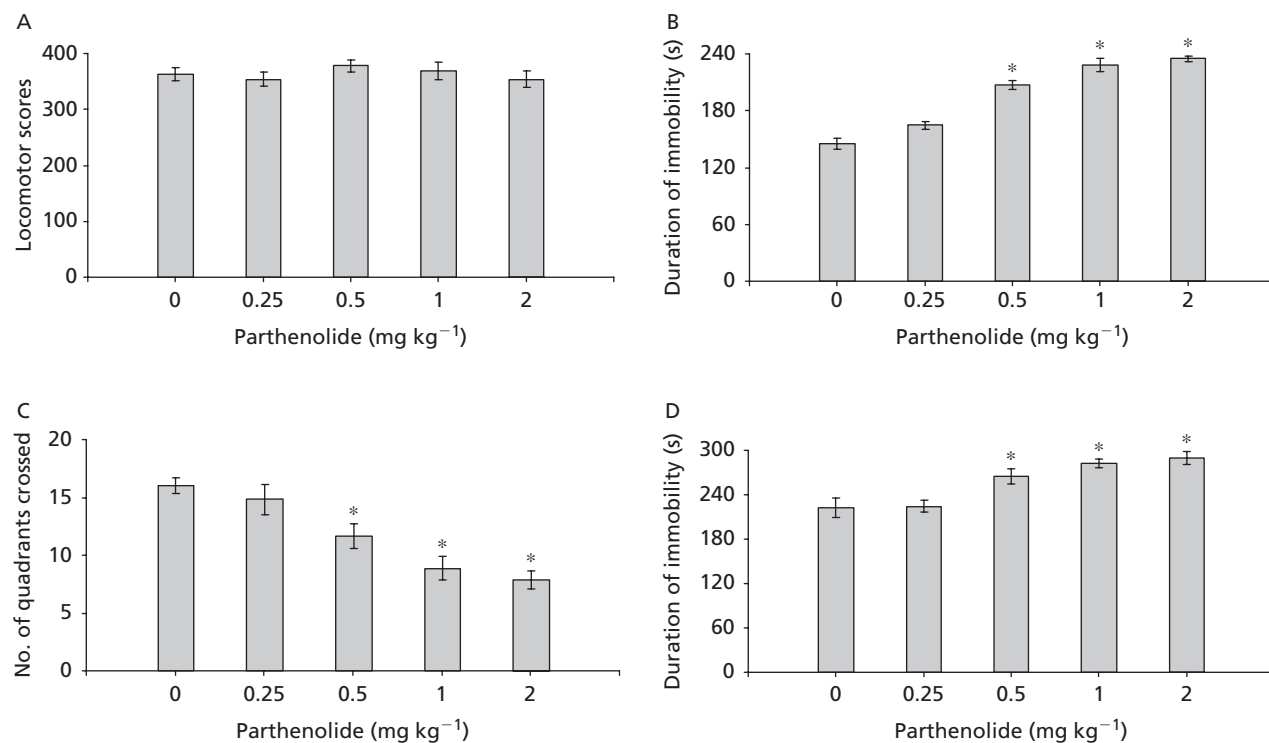 A
Locomotor scores
400
300
200
100
0
0 0.25 0.5 1 2
Parthenolide (mg kg⁻¹)
B
Duration of immobility (s)
240
180
120
60
0
* * *
0 0.25 0.5 1 2
Parthenolide (mg kg⁻¹)
C
No. of quadrants crossed
20
15
10
5
0
* * *
0 0.25 0.5 1 2
Parthenolide (mg kg⁻¹)
D
Duration of immobility (s)
300
240
180
120
60
0
* * *
0 0.25 0.5 1 2
Parthenolide (mg kg⁻¹)